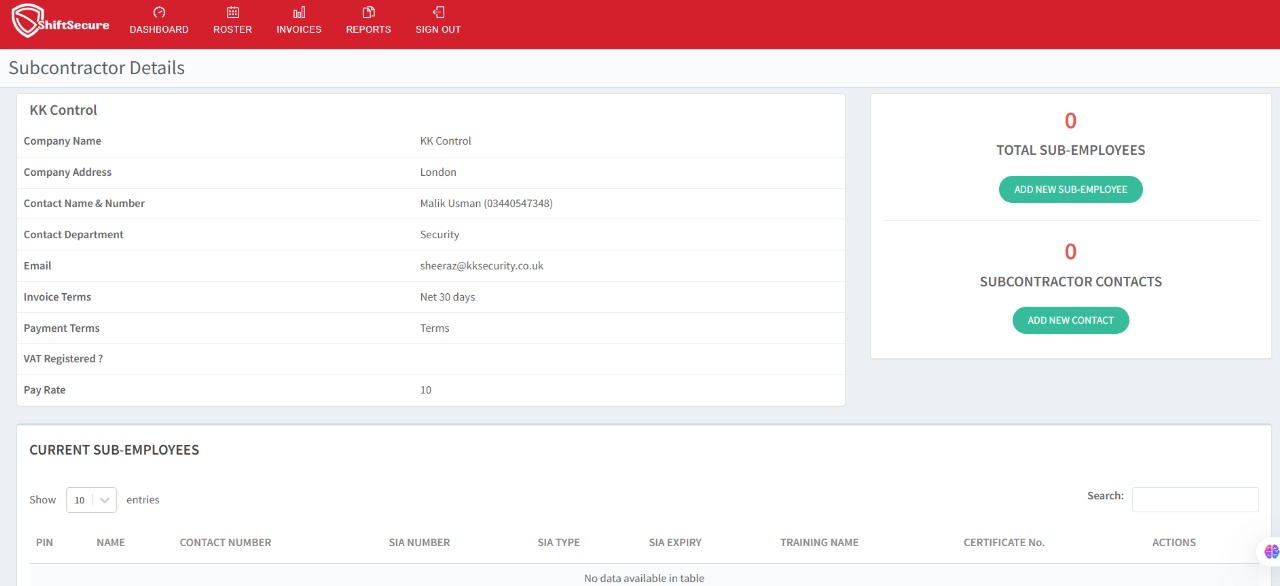 ShiftSecure
DASHBOARD ROSTER INVOICES REPORTS SIGN OUT
Subcontractor Details
KK Control
Company Name KK Control
Company Address London
Contact Name & Number Malik Usman (03440547348)
Contact Department Security
Email sheeraz@kksecurity.co.uk
Invoice Terms Net 30 days
Payment Terms Terms
VAT Registered ?
Pay Rate 10
0
TOTAL SUB-EMPLOYEES
ADD NEW SUB-EMPLOYEE
0
SUBCONTRACTOR CONTACTS
ADD NEW CONTACT
CURRENT SUB-EMPLOYEES
Show 10 entries
Search:
PIN NAME CONTACT NUMBER SIA NUMBER SIA TYPE SIA EXPIRY TRAINING NAME CERTIFICATE No. ACTIONS
No data available in table